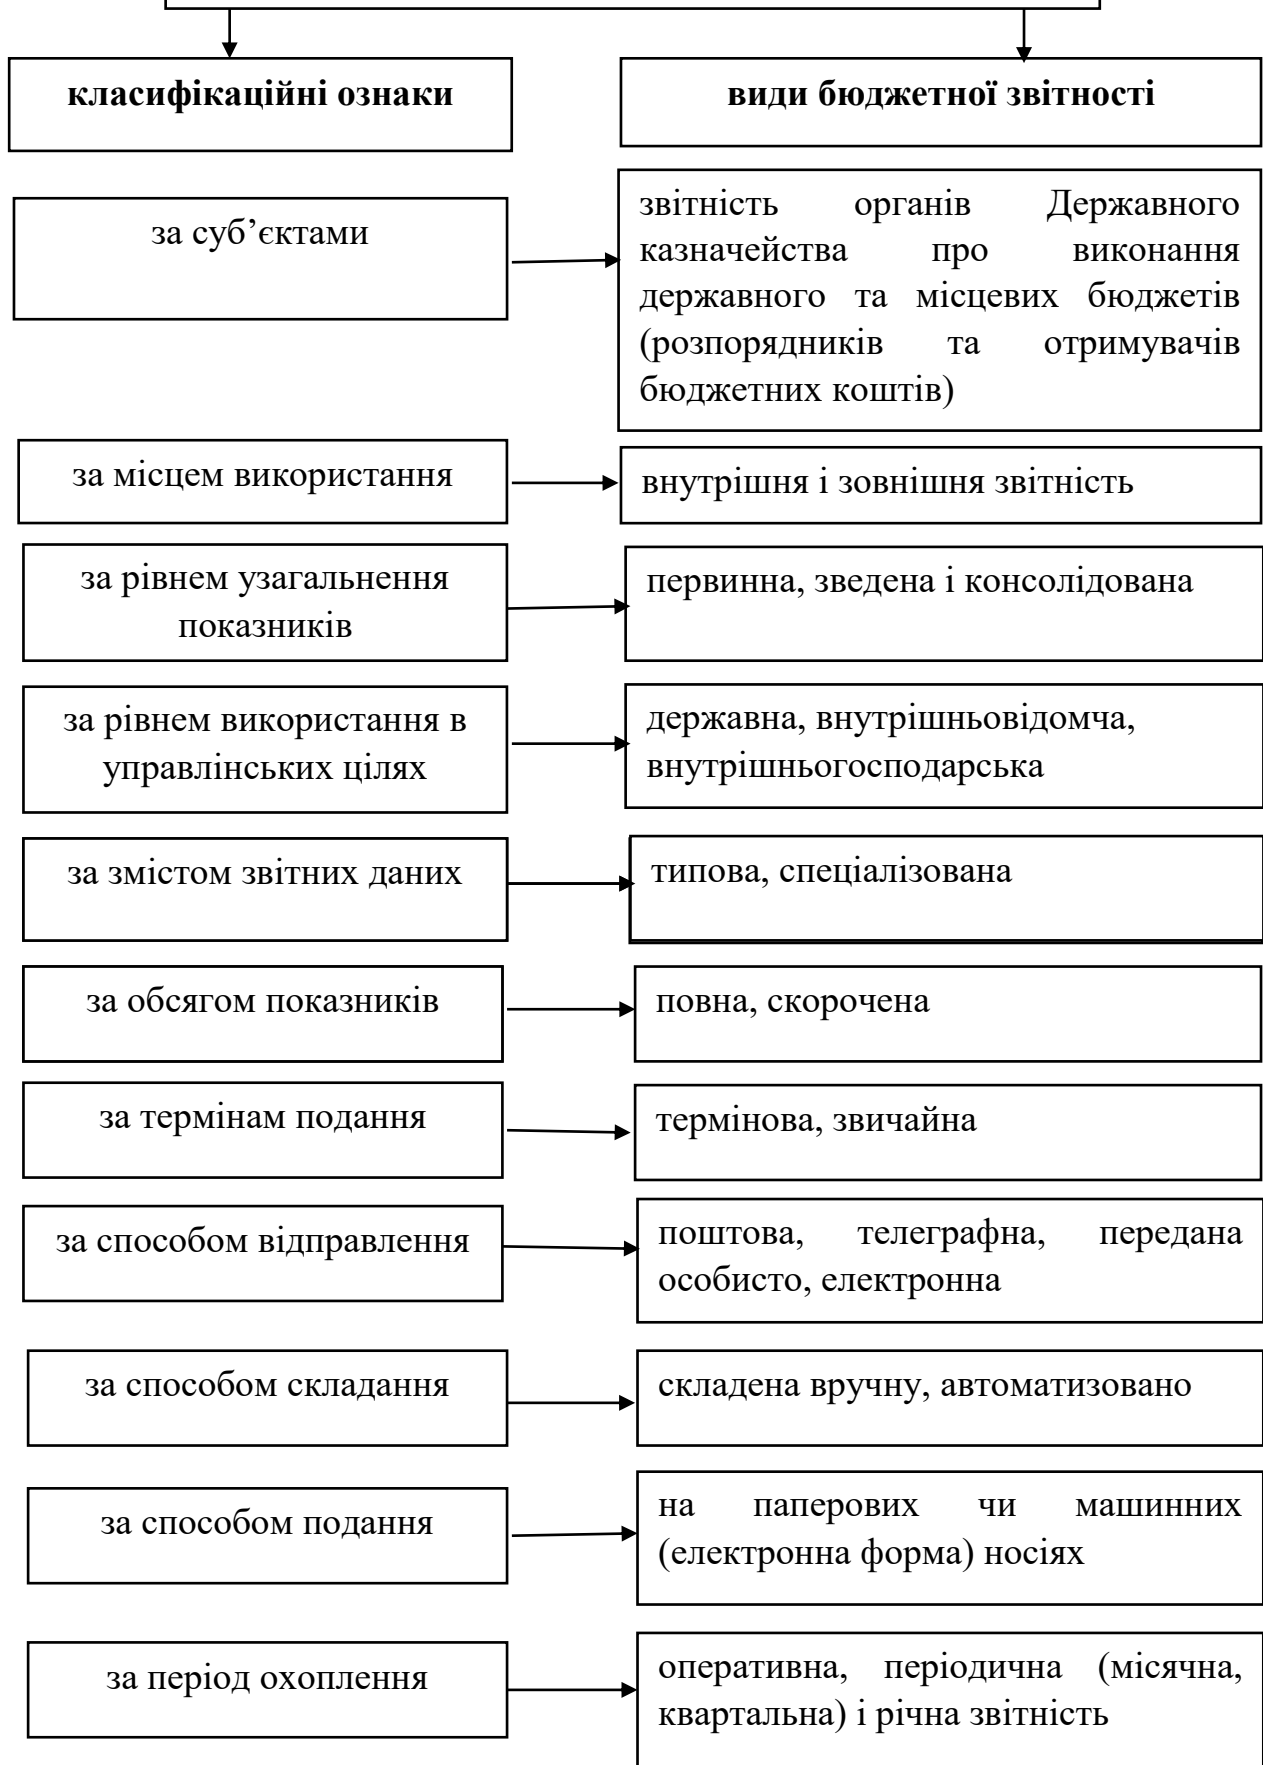 класифікаційні ознаки
види бюджетної звітності
за суб’єктами
звітність органів Державного
казначейства про виконання
державного та місцевих бюджетів
(розпорядників та отримувачів
бюджетних коштів)
за місцем використання
внутрішня і зовнішня звітність
за рівнем узагальнення
показників
первинна, зведена і консолідована
за рівнем використання в
управлінських цілях
державна, внутрішньовідомча,
внутрішньогосподарська
за змістом звітних даних
типова, спеціалізована
за обсягом показників
повна, скорочена
за термінам подання
термінова, звичайна
за способом відправлення
поштова, телеграфна, передана
особисто, електронна
за способом складання
складена вручну, автоматизовано
за способом подання
на паперових чи машинних
(електронна форма) носіях
за період охоплення
оперативна, періодична (місячна,
квартальна) і річна звітність